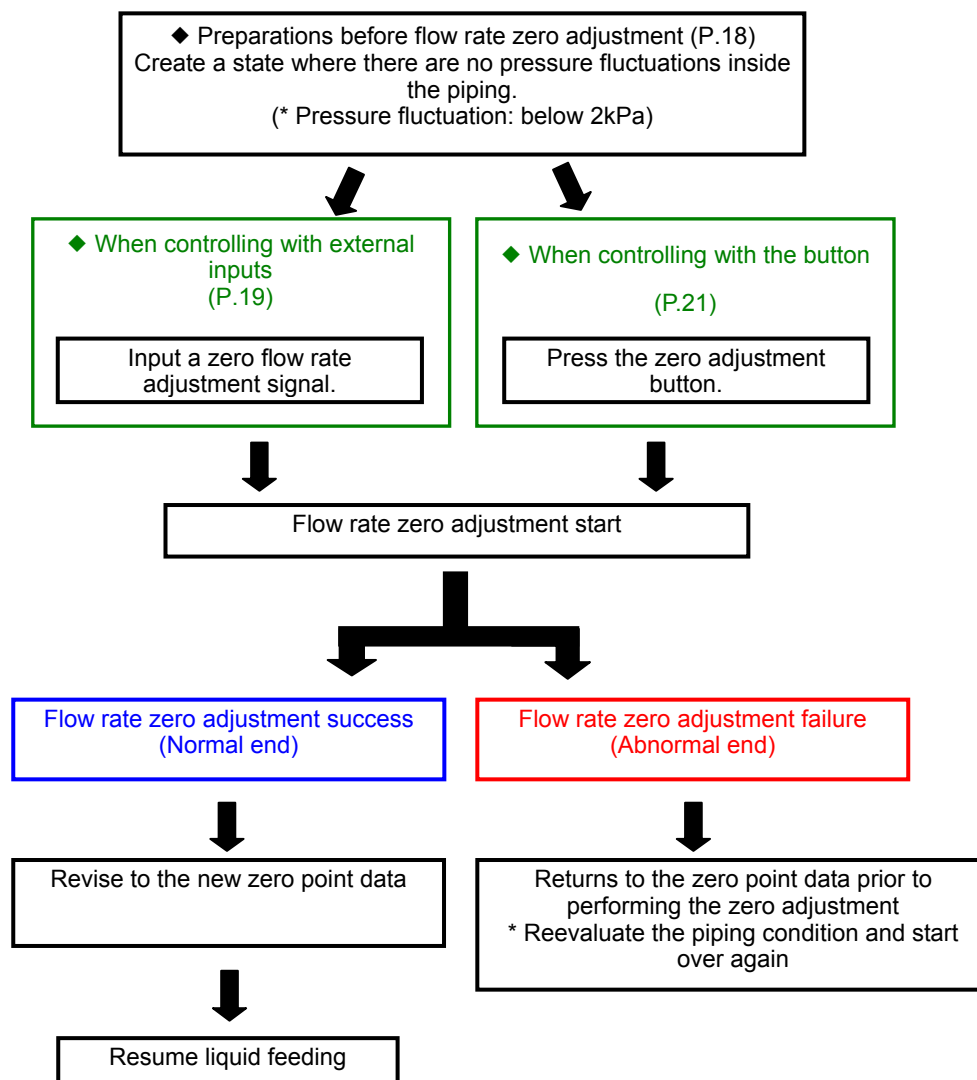 ◆ Preparations before flow rate zero adjustment (P.18)
Create a state where there are no pressure fluctuations inside
the piping.
(* Pressure fluctuation: below 2kPa)
◆ When controlling with external
inputs
(P.19)
Input a zero flow rate
adjustment signal.
◆ When controlling with the button
(P.21)
Press the zero adjustment
button.
Flow rate zero adjustment start
Flow rate zero adjustment success
(Normal end)
Flow rate zero adjustment failure
(Abnormal end)
Revise to the new zero point data
Returns to the zero point data prior to
performing the zero adjustment
* Reevaluate the piping condition and start
over again
Resume liquid feeding